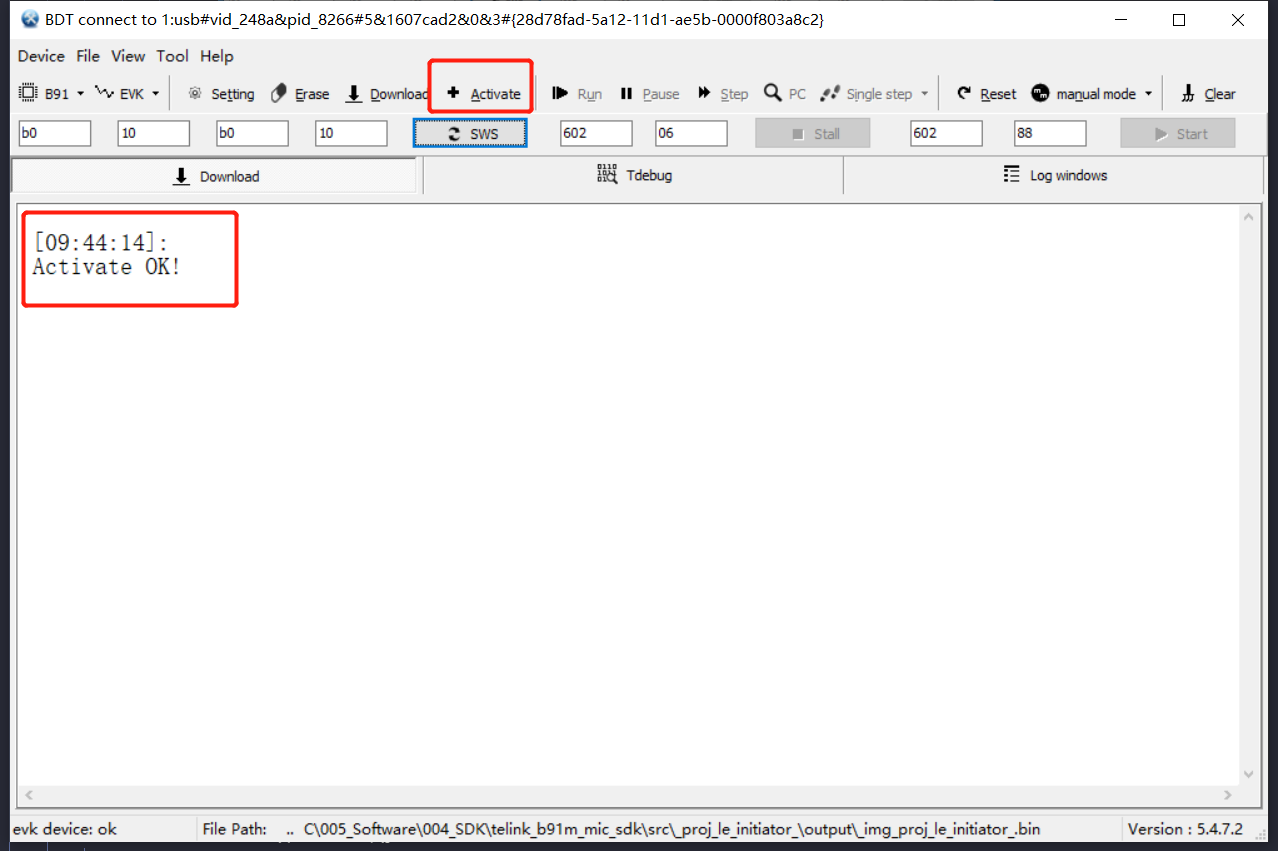 BDT connect to 1:usb#vid_248a&pid_8266#5&1607cad2&0&3#{28d78fad-5a12-11d1-ae5b-0000f803a8c2}
Device File View Tool Help
B91 EVK Setting Erase Download Activate Run Pause Step PC Single step Reset manual mode Clear
b0 10 b0 10 SWS 602 06 Stall 602 88 Start
Download Tdebug Log windows
[09:44:14]:
Activate OK!
evk device: ok File Path: .. C\005_Software\004_SDK\telink_b91m_mic_sdk\src\_proj_le_initiator_\output\_img_proj_le_initiator_.bin Version : 5.4.7.2